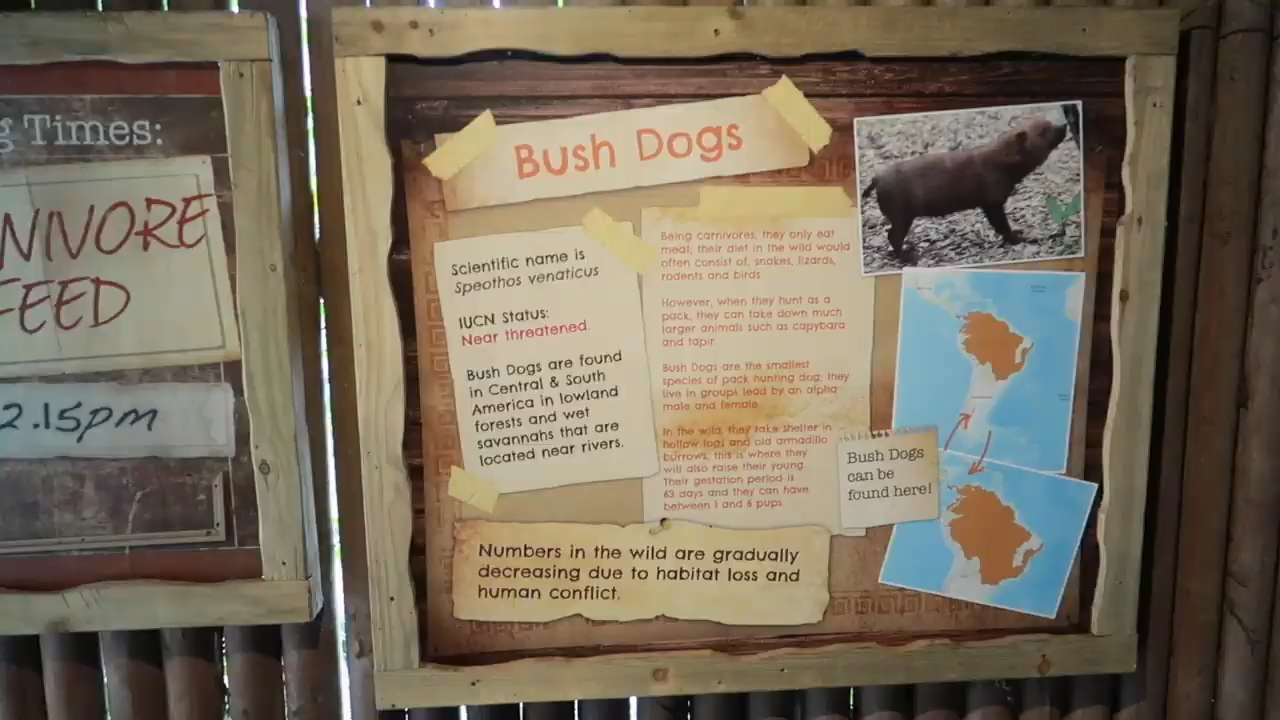 Times:
NIVORE
FEED
2.15pm
Bush Dogs
Scientific name is
Speothos venaticus
IUCN Status:
Near threatened.
Bush Dogs are found
in Central & South
America in lowland
forests and wet
savannahs that are
located near rivers.
Being carnivores, they only eat
meat; their diet in the wild would
often consist of, snakes, lizards,
rodents and birds
However, when they hunt as a
pack, they can take down much
larger animals such as capybara
and tapir
Bush Dogs are the smallest
species of pack hunting dog; they
live in groups lead by an alpha
male and female.
In the wild, they take shelter in
hollow logs and old armadillo
burrows, this is where they
will also raise their young.
Their gestation period is
63 days and they can have
between 1 and 6 pups.
Bush Dogs
can be
found here!
Numbers in the wild are gradually
decreasing due to habitat loss and
human conflict.